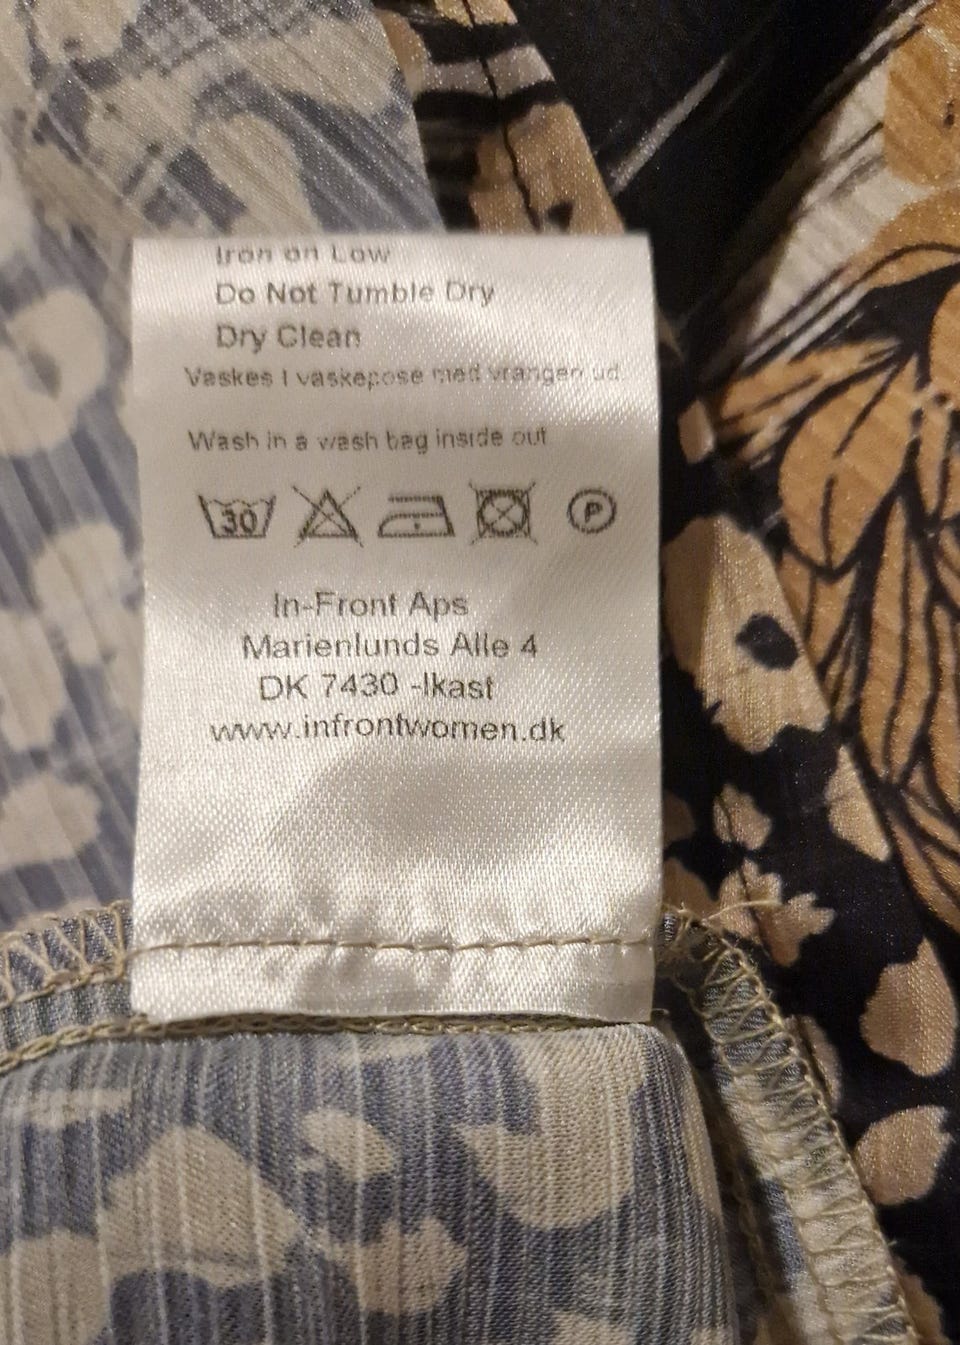 Iron on Low
Do Not Tumble Dry
Dry Clean
Vaskes I vaskepose med vrangen ud
Wash in a wash bag inside out
30 P
In-Front Aps
Marienlunds Alle 4
DK 7430 -Ikast
www.infrontwomen.dk